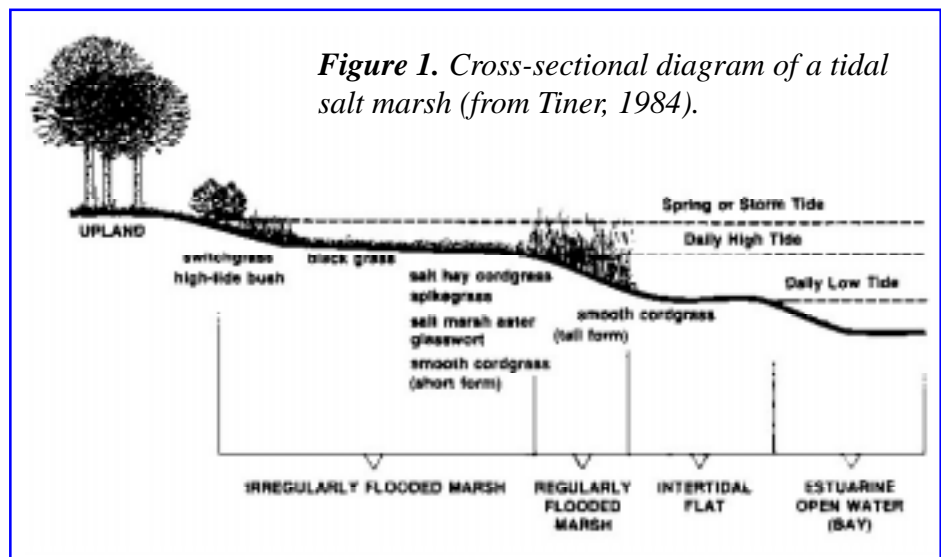 Figure 1. Cross-sectional diagram of a tidal
salt marsh (from Tiner, 1984).
Spring or Storm Tide
UPLAND
Daily High Tide
switchgrass
black grass
high-tide bush
salt hay cordgrass
spikegrass
Daily Low Tide
salt marsh aster
glasswort
smooth cordgrass
(tall form)
smooth cordgrass
(short form)
IRREGULARLY FLOODED MARSH
REGULARLY
FLOODED
MARSH
INTERTIDAL
FLAT
ESTUARINE
OPEN WATER
(BAY)